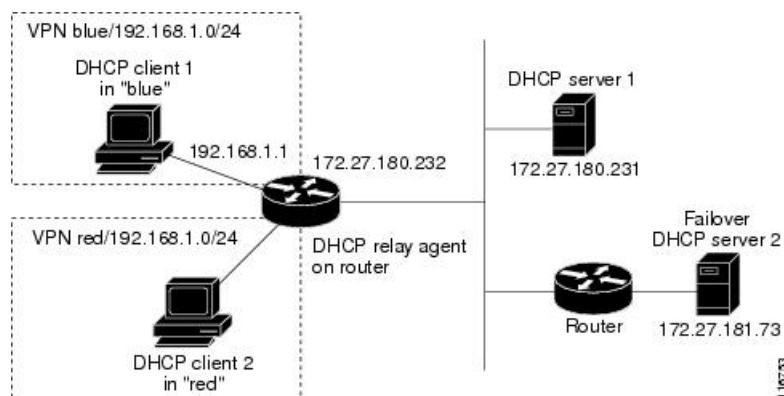 VPN blue/192.168.1.0/24
DHCP client 1
in "blue"
192.168.1.1
172.27.180.232
DHCP server 1
172.27.180.231
VPN red/192.168.1.0/24
DHCP relay agent
on router
Failover
DHCP server 2
Router
172.27.181.73
DHCP client 2
in "red"